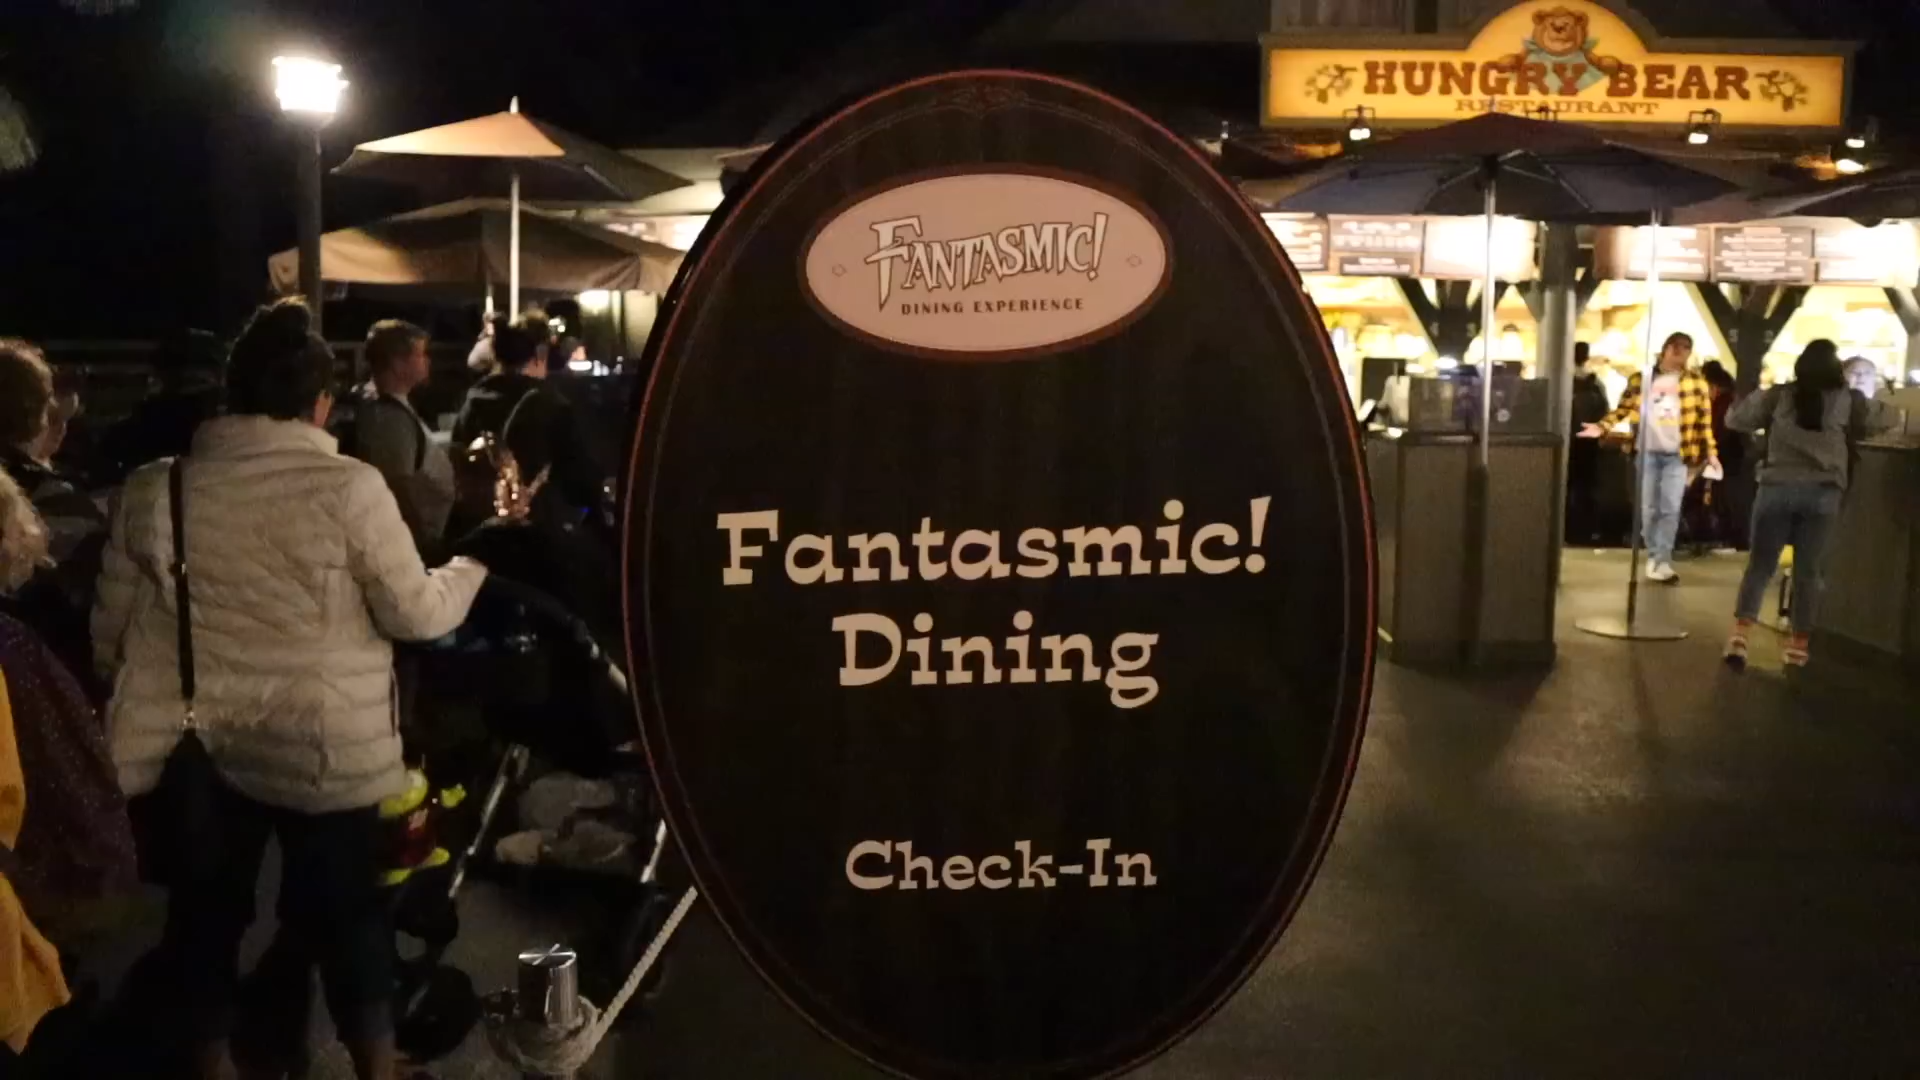 HUNGRY BEAR
RESTAURANT
FANTASMIC!
DINING EXPERIENCE
Fantasmic!
Dining
Check-In